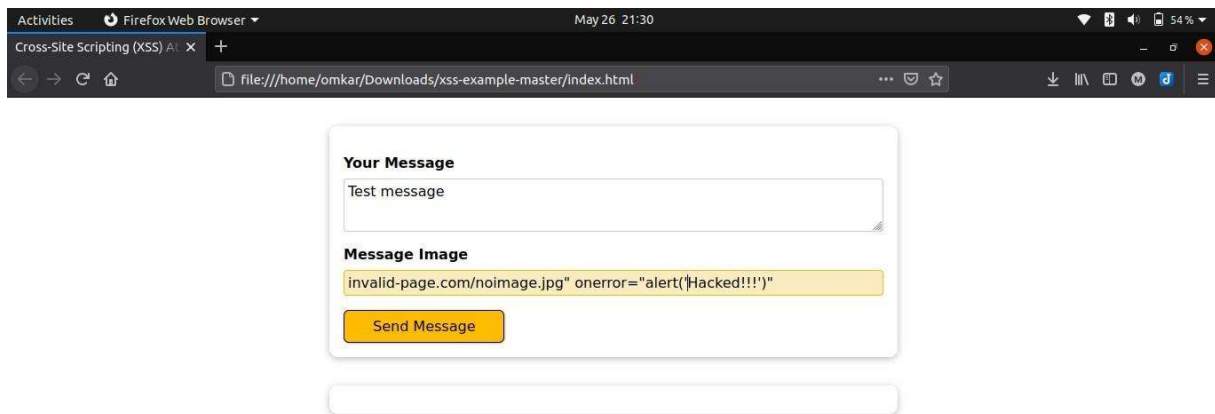 Activities Firefox Web Browser May 26 21:30 54%
Cross-Site Scripting (XSS) At
file:///home/omkar/Downloads/xss-example-master/index.html
Your Message
Test message
Message Image
invalid-page.com/noimage.jpg" onerror="alert('Hacked!!!')"
Send Message